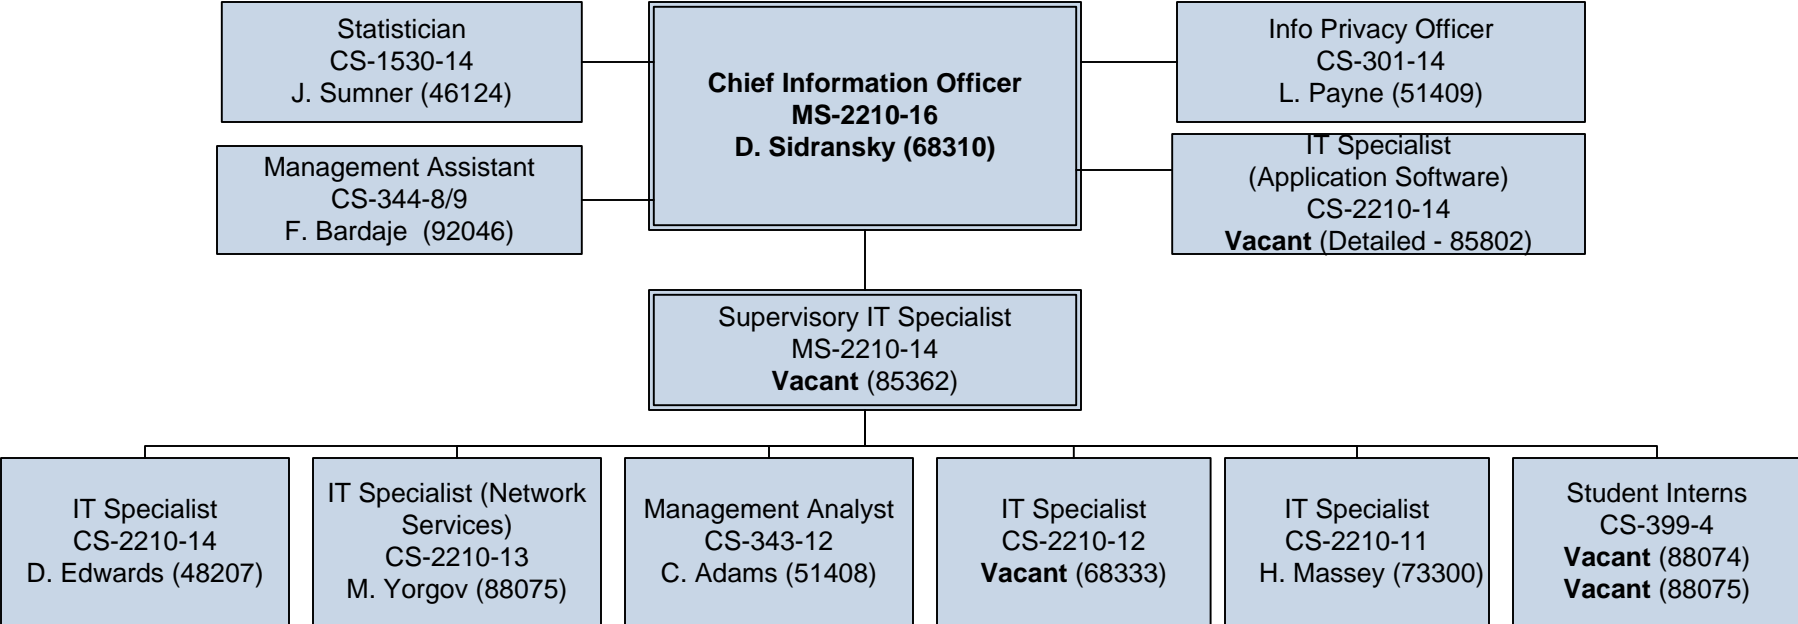 Statistician
CS-1530-14
J. Sumner (46124)
Chief Information Officer
MS-2210-16
D. Sidransky (68310)
Info Privacy Officer
CS-301-14
L. Payne (51409)
Management Assistant
CS-344-8/9
F. Bardaje (92046)
IT Specialist
(Application Software)
CS-2210-14
Vacant (Detailed - 85802)
Supervisory IT Specialist
MS-2210-14
Vacant (85362)
IT Specialist
CS-2210-14
D. Edwards (48207)
IT Specialist (Network
Services)
CS-2210-13
M. Yorgov (88075)
Management Analyst
CS-343-12
C. Adams (51408)
IT Specialist
CS-2210-12
Vacant (68333)
IT Specialist
CS-2210-11
H. Massey (73300)
Student Interns
CS-399-4
Vacant (88074)
Vacant (88075)